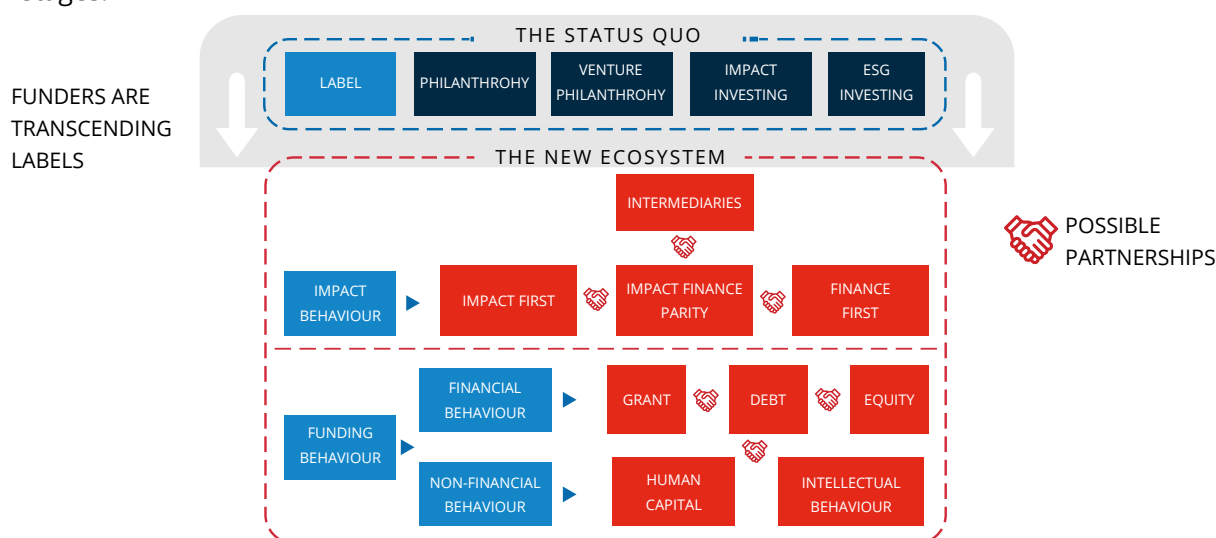 THE STATUS QUO
LABEL
PHILANTHROHY
VENTURE
PHILANTHROHY
IMPACT
INVESTING
ESG
INVESTING
FUNDERS ARE
TRANSCENDING
LABELS
THE NEW ECOSYSTEM
INTERMEDIARIES
POSSIBLE
PARTNERSHIPS
IMPACT
BEHAVIOUR
IMPACT FIRST
IMPACT FINANCE
PARITY
FINANCE
FIRST
FUNDING
BEHAVIOUR
FINANCIAL
BEHAVIOUR
GRANT
DEBT
EQUITY
NON-FINANCIAL
BEHAVIOUR
HUMAN
CAPITAL
INTELLECTUAL
BEHAVIOUR